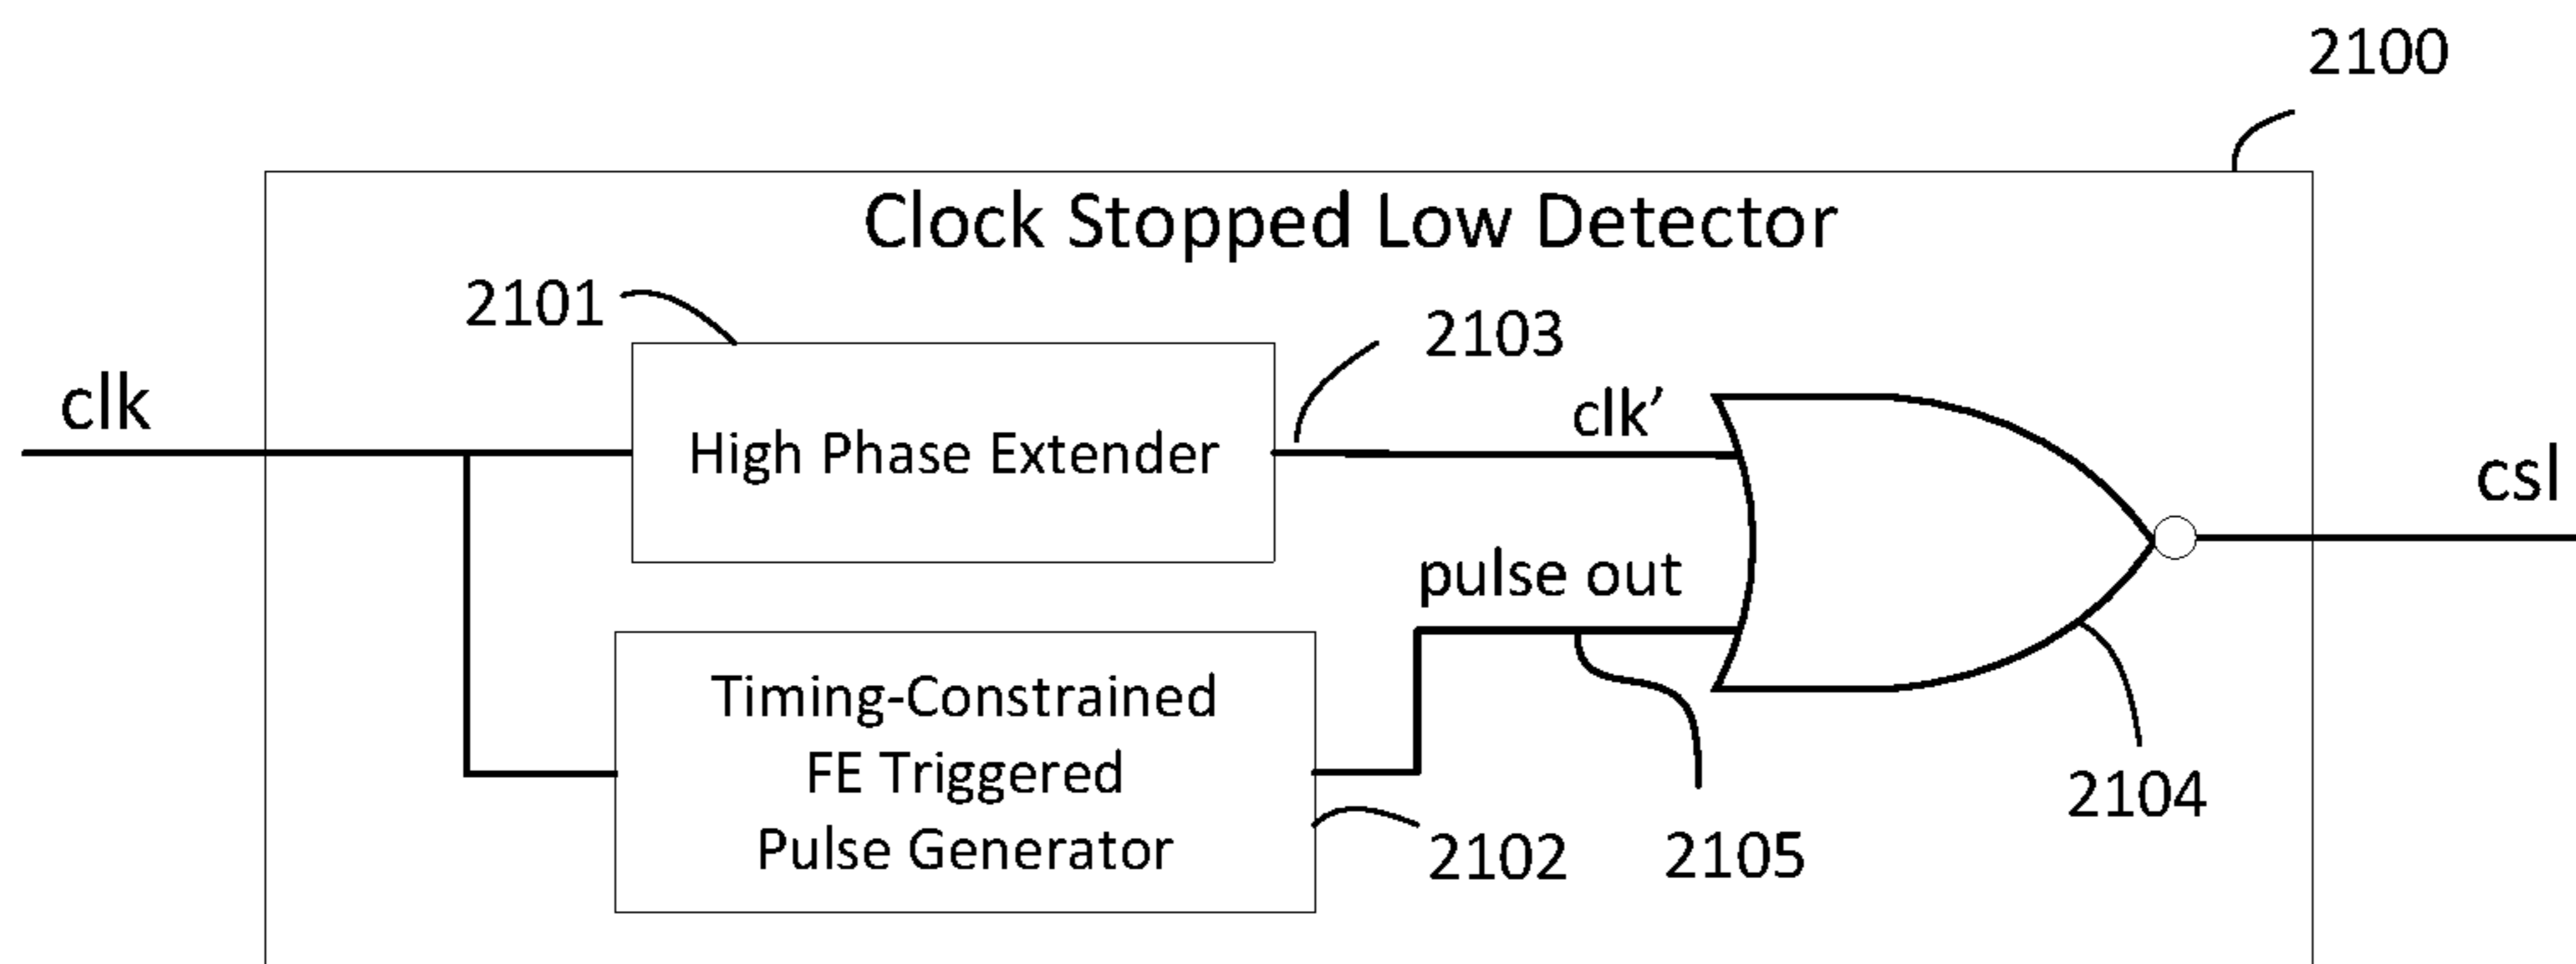 2100
Clock Stopped Low Detector
2101
2103
clk
High Phase Extender
clk’
csl
pulse out
Timing-Constrained
FE Triggered
Pulse Generator
2102
2105
2104